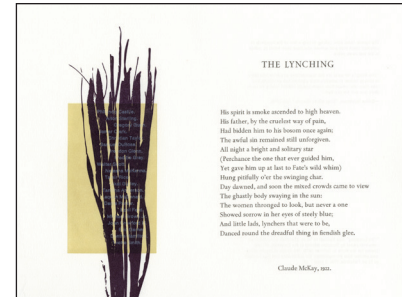 THE LYNCHING
His spirit is smoke ascended to high heaven.
His father, by the cruelest way of pain,
Had bidden him to his bosom once again;
The awful sin remained still unforgiven.
All night a bright and solitary star
(Perchance the one that ever guided him,
Yet gave him up at last to Fate's wild whim)
Hung pitifully o'er the swinging char.
Day dawned, and soon the mixed crowds came to view
The ghastly body swaying in the sun:
The women thronged to look, but never a one
Showed sorrow in her eyes of steely blue;
And little lads, lynchers that were to be,
Danced round the dreadful thing in fiendish glee.
Claude McKay,